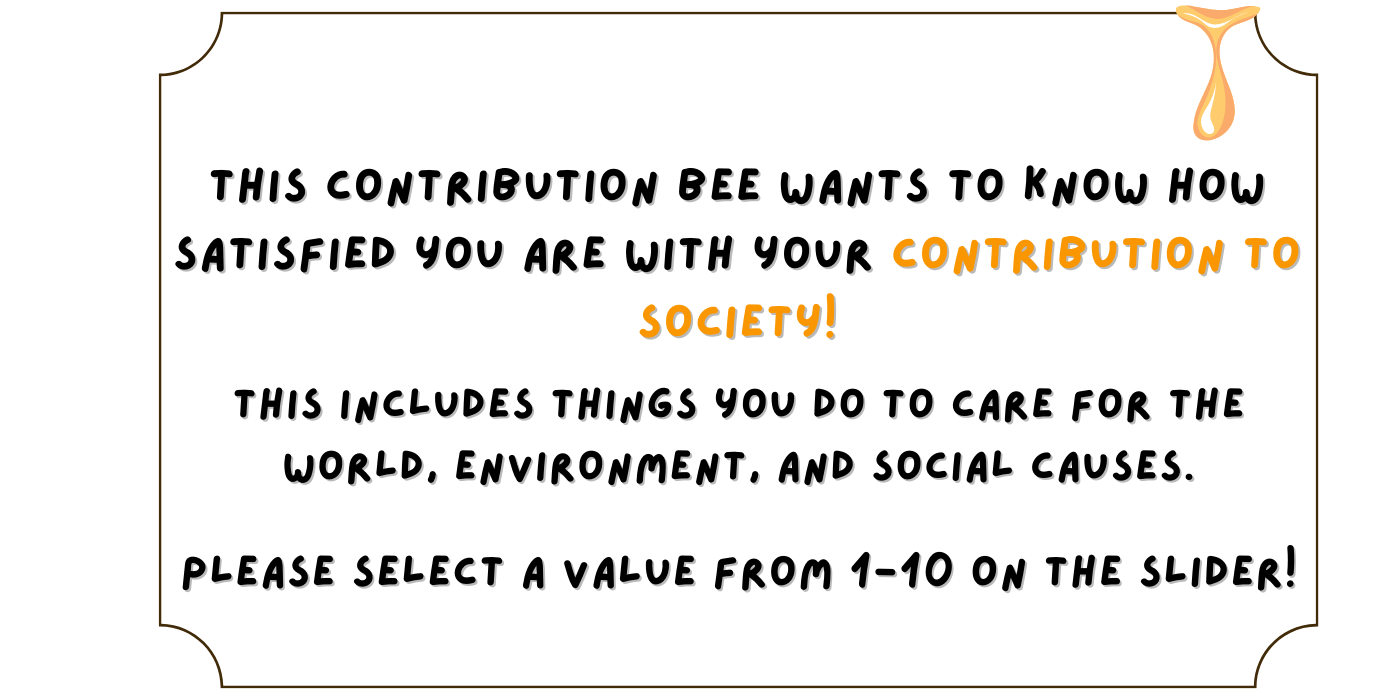 THIS CONTRIBUTION BEE WANTS TO KNOW HOW
SATISFIED YOU ARE WITH YOUR CONTRIBUTION TO
SOCIETY!
THIS INCLUDES THINGS YOU DO TO CARE FOR THE
WORLD, ENVIRONMENT, AND SOCIAL CAUSES.
PLEASE SELECT A VALUE FROM 1-10 ON THE SLIDER!